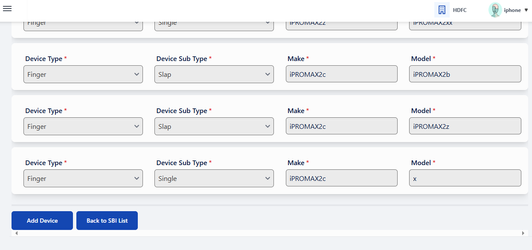 HDFC iphone
Finger Single iPROMAX2z iPROMAX2xx
Device Type * Device Sub Type * Make * Model *
Finger Slap iPROMAX2c iPROMAX2b
Device Type * Device Sub Type * Make * Model *
Finger Slap iPROMAX2c iPROMAX2z
Device Type * Device Sub Type * Make * Model *
Finger Single iPROMAX2c x
Add Device Back to SBI List